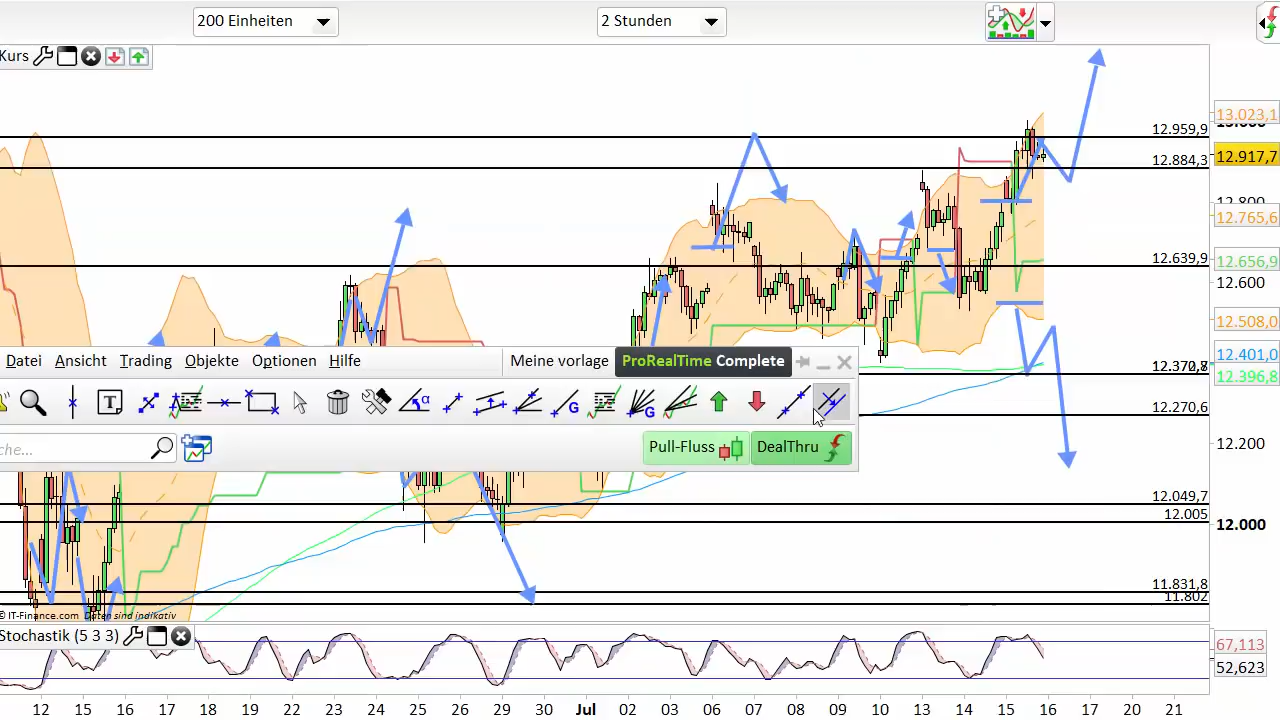 200 Einheiten
2 Stunden
Kurs
13.023,1
12.959,9
12.917,7
12.884,3
12.800
12.765,6
12.656,9
12.639,9
12.600
12.508,0
Datei Ansicht Trading Objekte Optionen Hilfe Meine vorlage ProRealTime Complete
12.401,0
12.396,8
12.270,6
Pull-Fluss DealThru
12.200
12.049,7
12.005
12.000
11.831,8
11.802
© IT-Finance.com Daten sind indikativ
Stochastik (5 3 3)
67,113
52,623
12 15 16 17 18 19 22 23 24 25 26 29 30 Jul 02 03 06 07 08 09 10 13 14 15 16 17 20 21